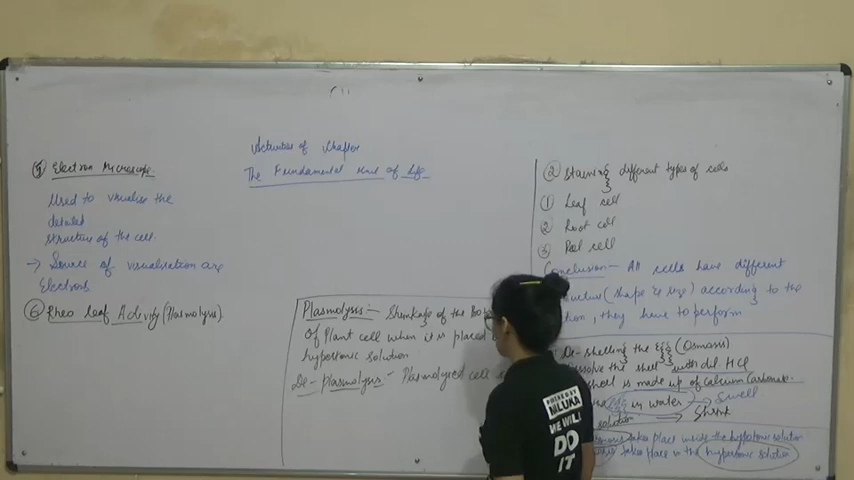 Activities of Chapter
The Fundamental Unit of Life
⑤ Electron Microscope
Used to visualise the
detailed
structure of the cell.
→ Source of visualisation are
Electrons
⑥ Rheo leaf Activity (Plasmolysis)
Plasmolysis:- Shrinkage of the
of Plant cell when it is placed
hypertonic solution
De-Plasmolysis:- Plasmolysed cell
② Staining different types of cells
① Leaf cell
② Root cell
③ Peel cell
Conclusion- All cells have different
(shape & size) according to the
, they have to perform
De-shelling the egg (Osmosis)
the shell with dil. HCl
is made up of calcium Carbonate.
in water → Swell
solution → Shrink
takes place inside the hypotonic solution
takes place in the hypertonic solution
POWERED BY
NILUKA
WE WILL
DO
IT